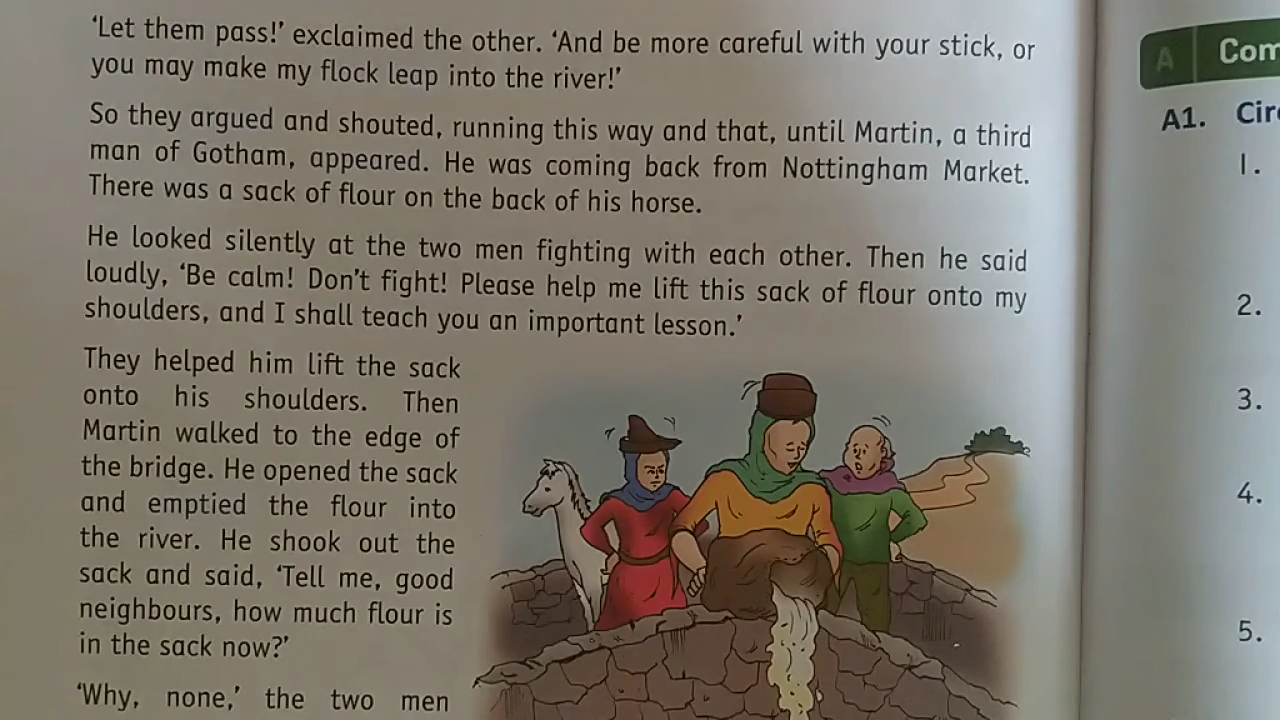 ‘Let them pass!’ exclaimed the other. ‘And be more careful with your stick, or
you may make my flock leap into the river!’
So they argued and shouted, running this way and that, until Martin, a third
man of Gotham, appeared. He was coming back from Nottingham Market.
There was a sack of flour on the back of his horse.
He looked silently at the two men fighting with each other. Then he said
loudly, ‘Be calm! Don’t fight! Please help me lift this sack of flour onto my
shoulders, and I shall teach you an important lesson.’
They helped him lift the sack
onto his shoulders. Then
Martin walked to the edge of
the bridge. He opened the sack
and emptied the flour into
the river. He shook out the
sack and said, ‘Tell me, good
neighbours, how much flour is
in the sack now?’
‘Why, none,’ the two men
A
A1.
1.
2.
3.
4.
5.